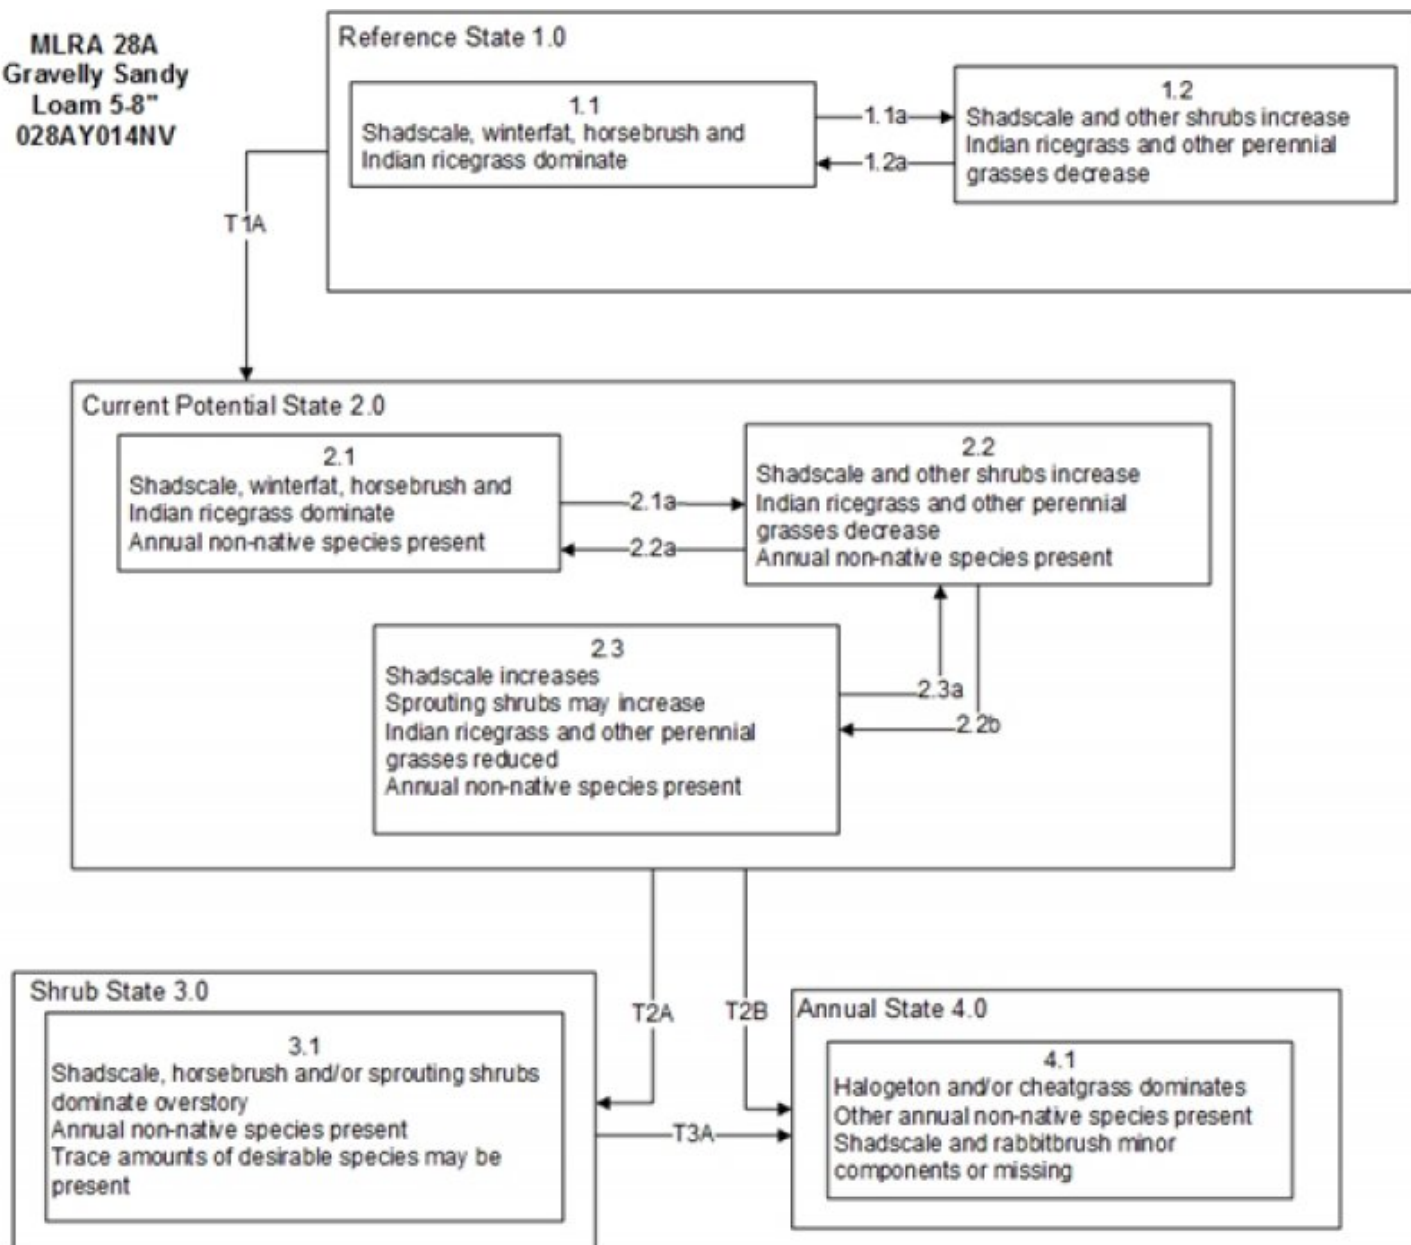 MLRA 28A
Gravelly Sandy
Loam 5-8"
028AY014NV
Reference State 1.0
1.1
Shadscale, winterfat, horsebrush and
Indian ricegrass dominate
1.1a
1.2a
1.2
Shadscale and other shrubs increase
Indian ricegrass and other perennial
grasses decrease
T1A
Current Potential State 2.0
2.1
Shadscale, winterfat, horsebrush and
Indian ricegrass dominate
Annual non-native species present
2.1a
2.2a
2.2
Shadscale and other shrubs increase
Indian ricegrass and other perennial
grasses decrease
Annual non-native species present
2.3
Shadscale increases
Sprouting shrubs may increase
Indian ricegrass and other perennial
grasses reduced
Annual non-native species present
2.3a
2.2b
T2A
T2B
Shrub State 3.0
3.1
Shadscale, horsebrush and/or sprouting shrubs
dominate overstory
Annual non-native species present
Trace amounts of desirable species may be
present
T3A
Annual State 4.0
4.1
Halogeton and/or cheatgrass dominates
Other annual non-native species present
Shadscale and rabbitbrush minor
components or missing